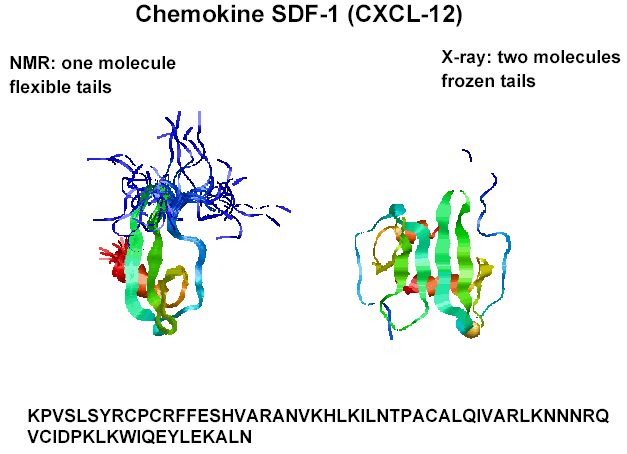 Chemokine SDF-1 (CXCL-12)
NMR: one molecule
flexible tails
X-ray: two molecules
frozen tails
KPVSLSYRCPCRFFESHVARANVKHLKILNTPACALQIVARLKNNNRQ
VCIDPKLKWIQEYLEKALN